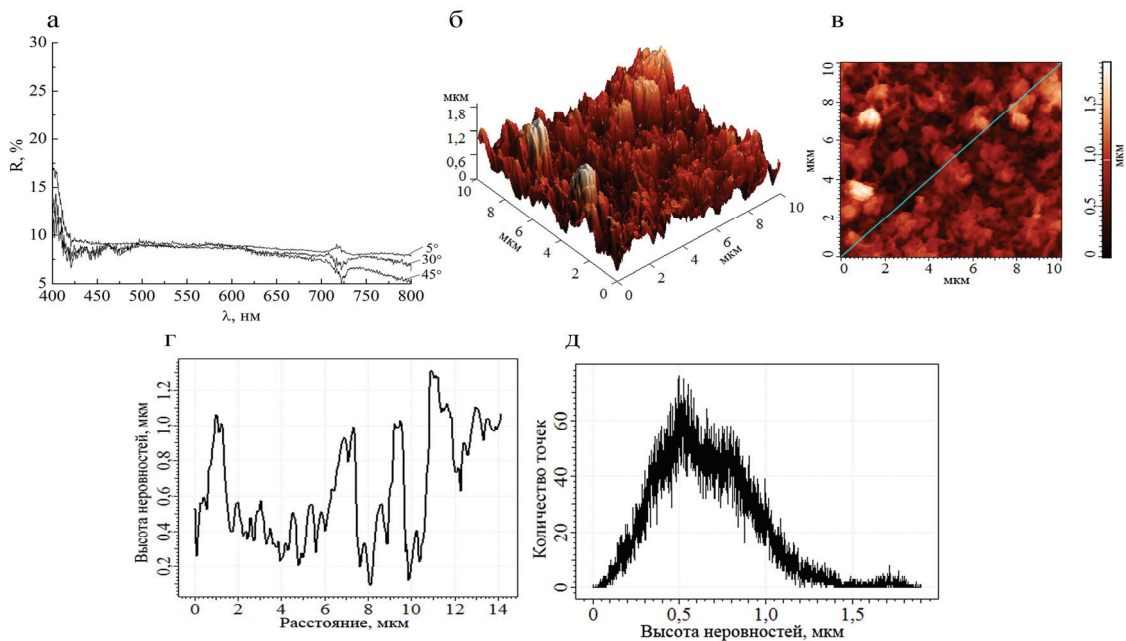 а
30
25
20
15
10
5
R, %
400 450 500 550 600 650 700 750 800
λ, нм
5°
30°
45°
б
мкм
1,8
1,2
0,6
0
10
8
6
4
2
0
мкм
0
2
4
6
8
10
мкм
в
10
8
6
4
2
0
мкм
0 2 4 6 8 10
мкм
1,5
1,0
0,5
0
мкм
г
1,2
1,0
0,8
0,6
0,4
0,2
Высота неровностей, мкм
0 2 4 6 8 10 12 14
Расстояние, мкм
д
60
40
20
0
Количество точек
0 0,5 1,0 1,5
Высота неровностей, мкм